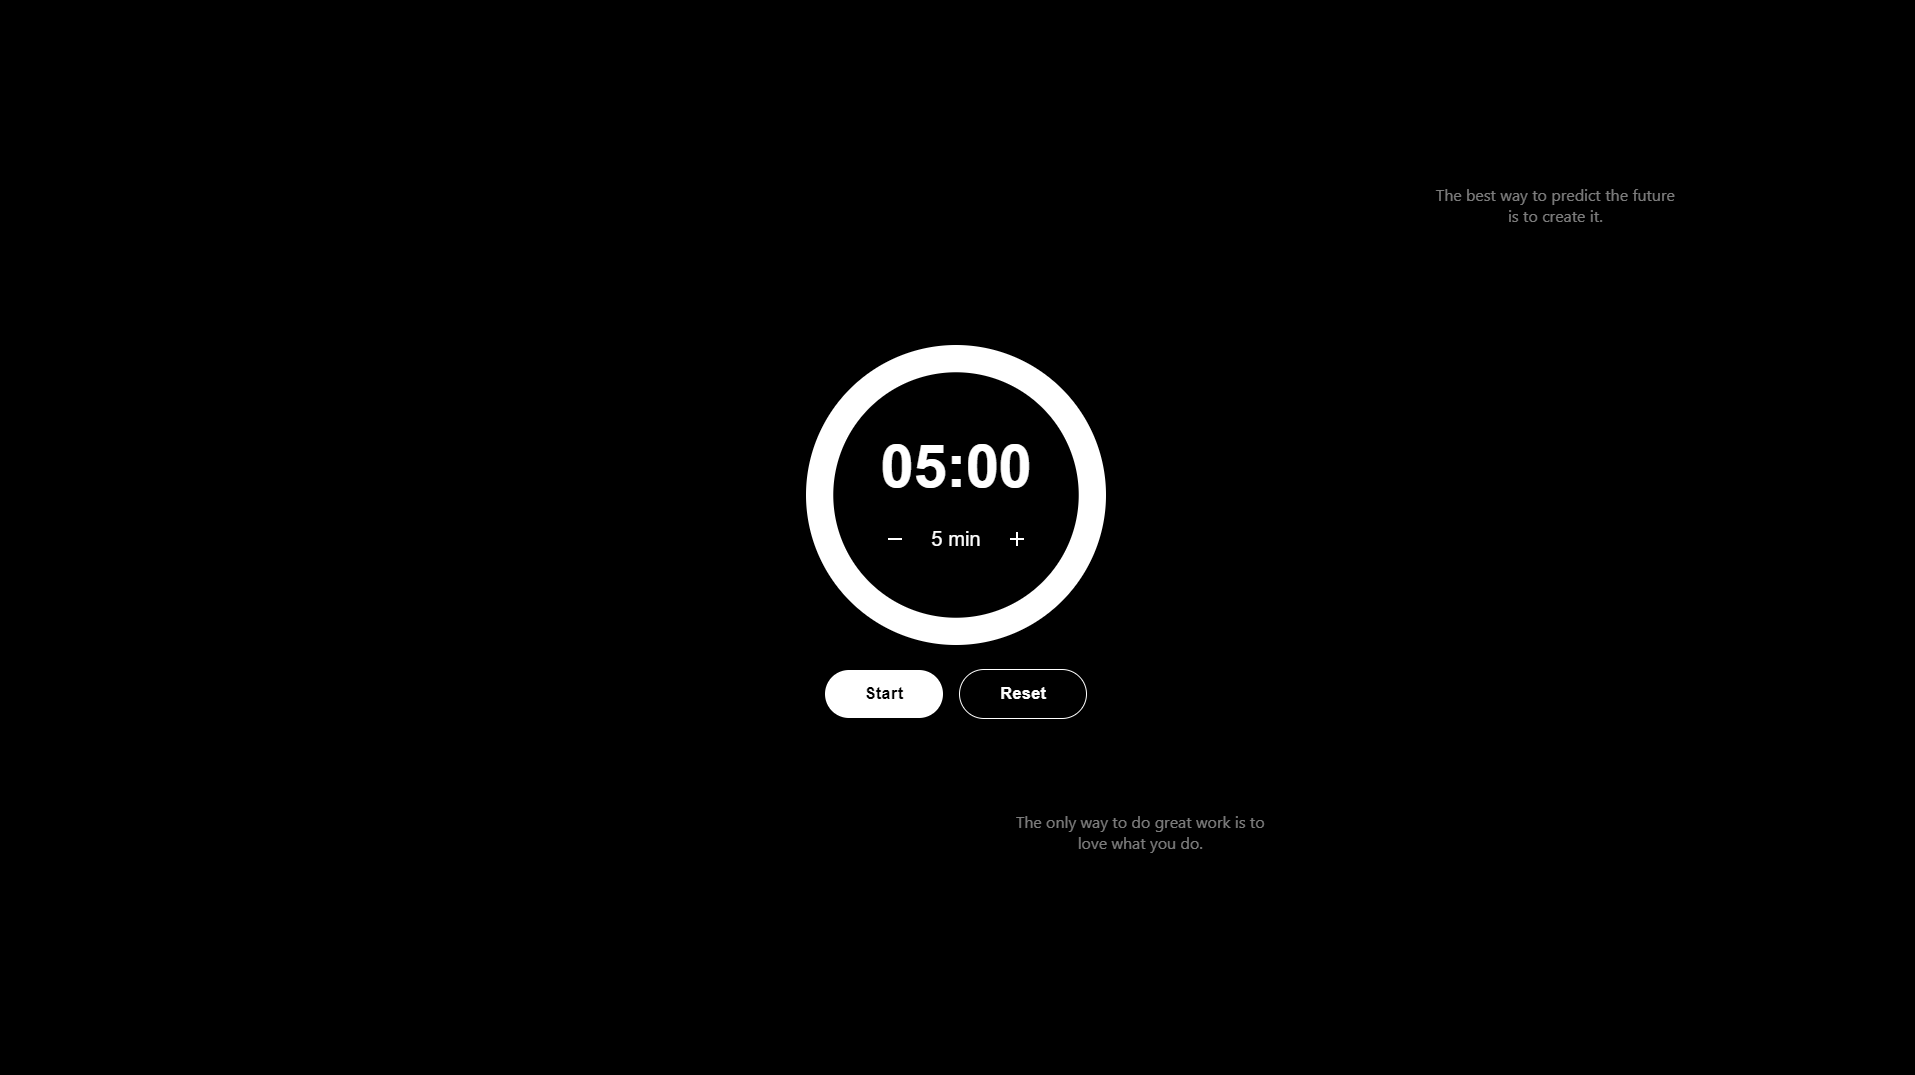 The best way to predict the future
is to create it.
05:00
− 5 min +
Start Reset
The only way to do great work is to
love what you do.